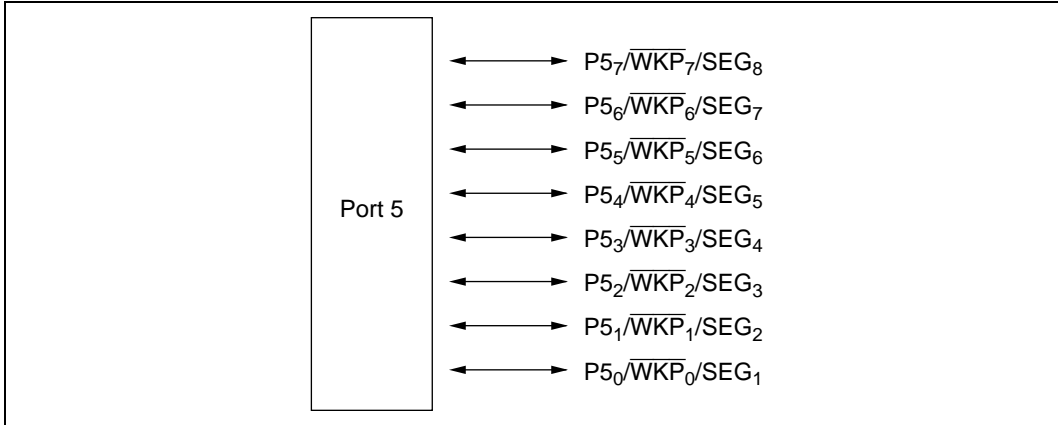 P5₇/W̅K̅P̅₇/SEG₈
P5₆/W̅K̅P̅₆/SEG₇
P5₅/W̅K̅P̅₅/SEG₆
P5₄/W̅K̅P̅₄/SEG₅
Port 5
P5₃/W̅K̅P̅₃/SEG₄
P5₂/W̅K̅P̅₂/SEG₃
P5₁/W̅K̅P̅₁/SEG₂
P5₀/W̅K̅P̅₀/SEG₁